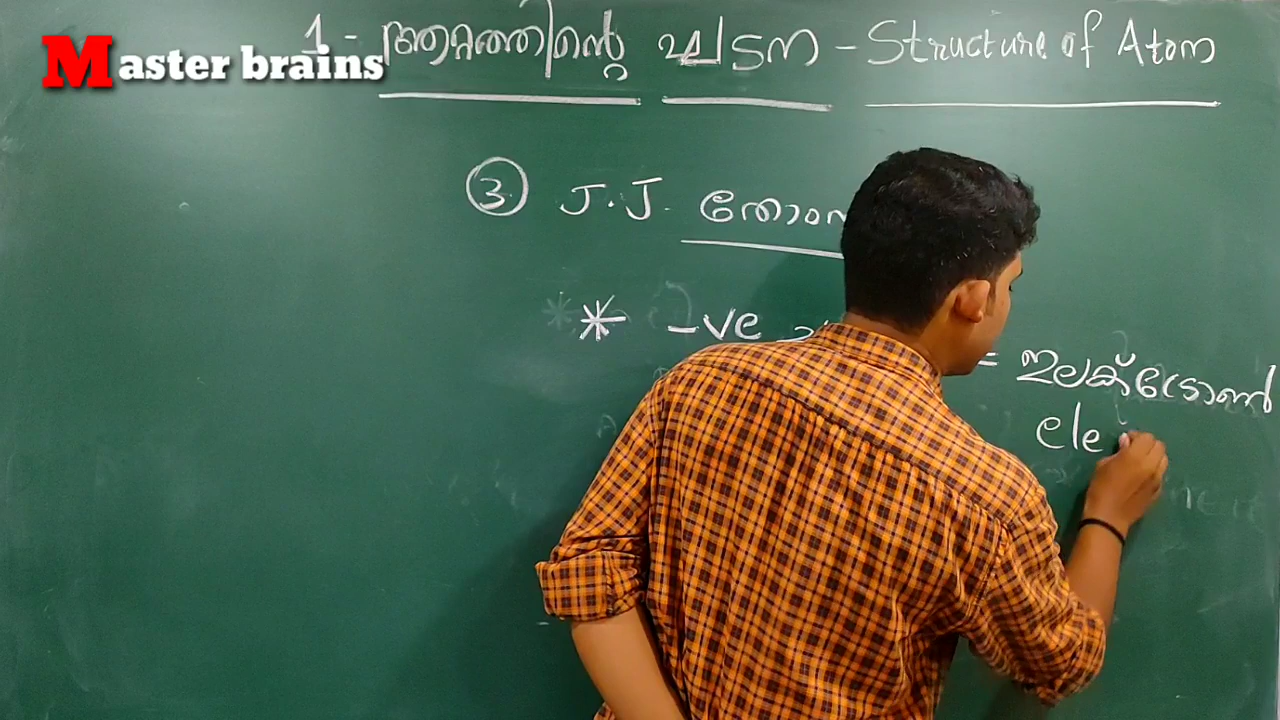 Master brains
1 - ആറ്റത്തിന്റെ ഘടന - Structure of Atom
③ J.J.
* -ve
= ഇലക്ട്രോൺ
ele